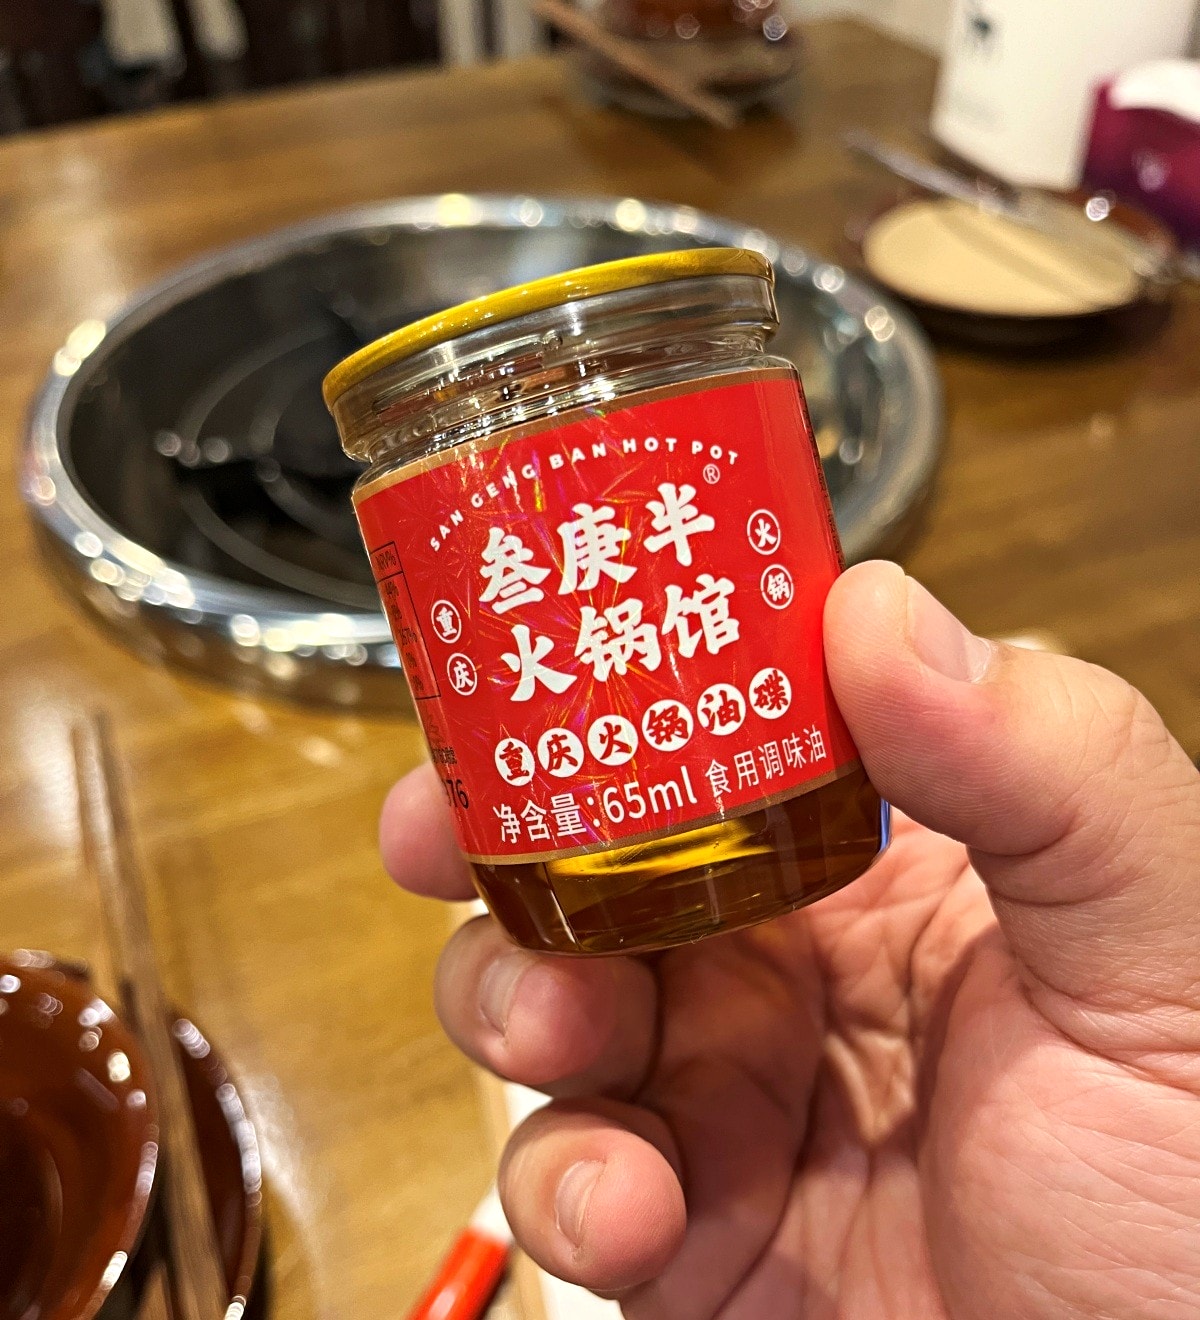 SAN GENG BAN HOT POT
叁庚半®
火锅馆
重庆
火锅
重庆火锅油碟
净含量:65ml 食用调味油